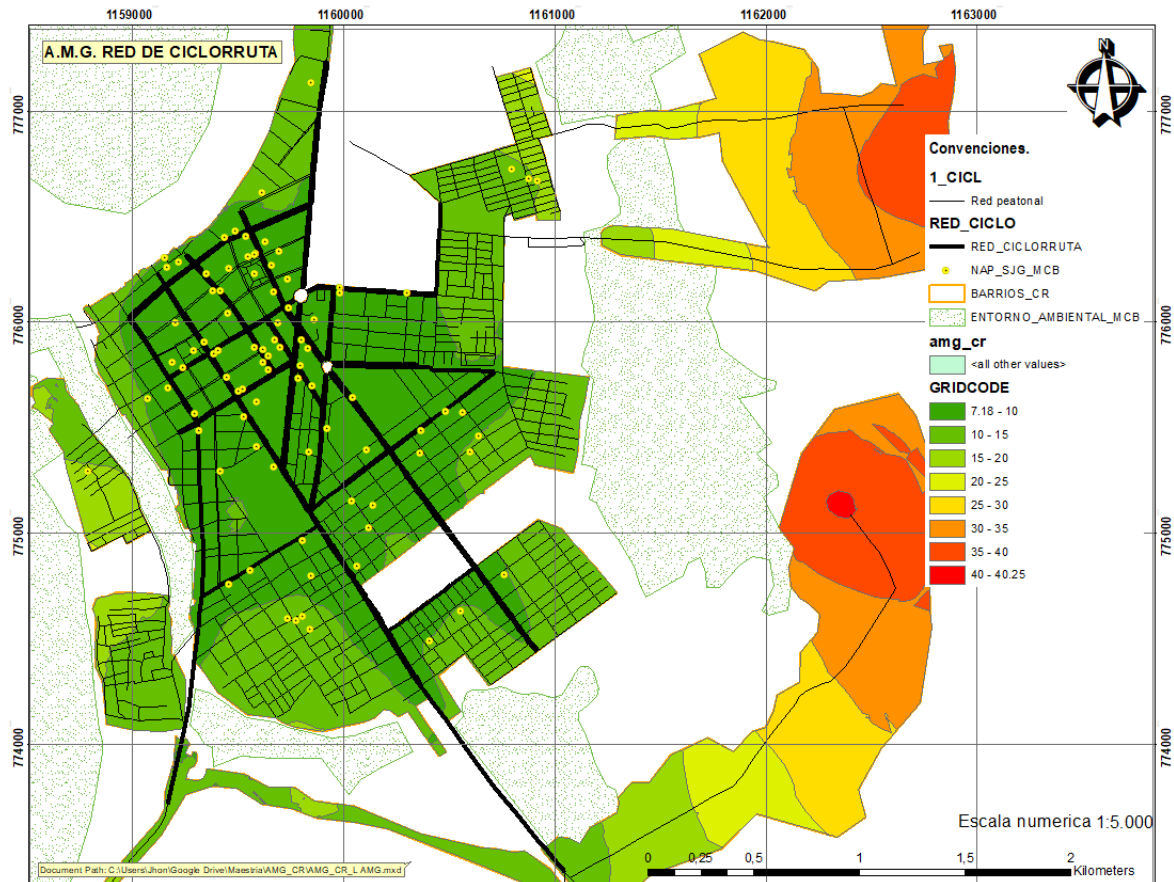 1159000 1160000 1161000 1162000 1163000
A.M.G. RED DE CICLORRUTA
N
777000 777000
Convenciones.
1_CICL
Red peatonal
RED_CICLO
RED_CICLORRUTA
NAP_SJG_MCB
BARRIOS_CR
ENTORNO_AMBIENTAL_MCB
776000 776000
amg_cr
<all other values>
GRIDCODE
7.18 - 10
10 - 15
15 - 20
20 - 25
25 - 30
30 - 35
35 - 40
40 - 40.25
775000 775000
774000 774000
Escala numerica 1:5.000
0 0,25 0,5 1 1,5 2
Kilometers
Document Path: C:\Users\Jhon\Google Drive\Maestria\AMG_CR\AMG_CR_L AMG.mxd